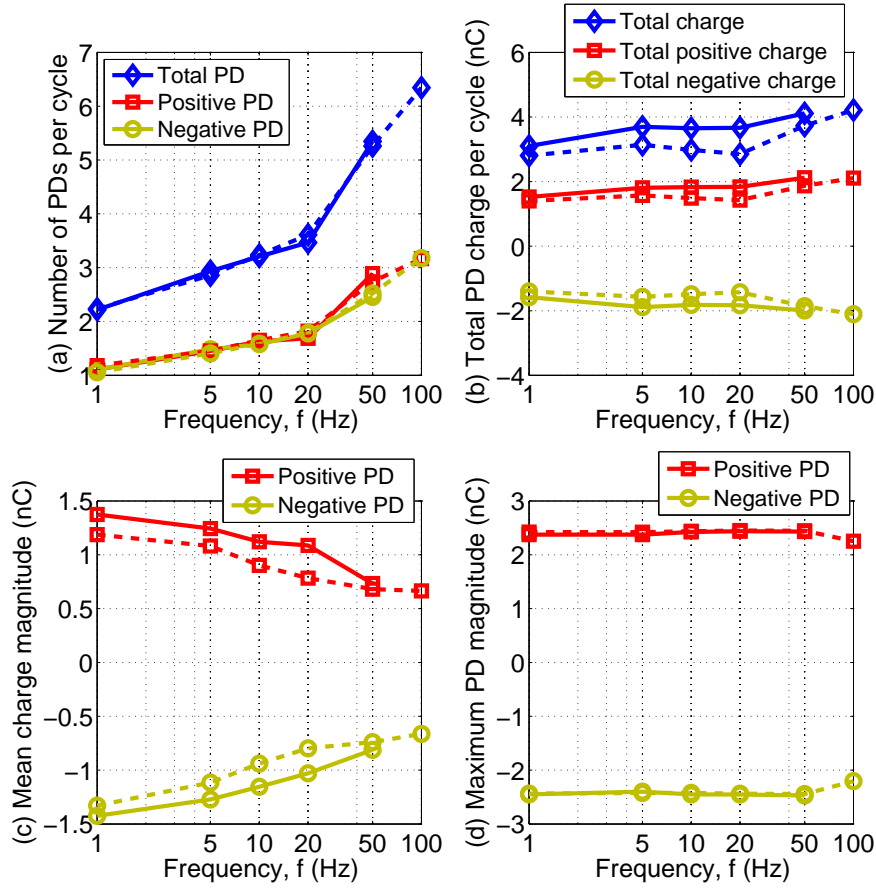 Total PD
Positive PD
Negative PD
(a) Number of PDs per cycle
7
6
5
4
3
2
1
1
5
10
20
50
100
Frequency, f (Hz)
Total charge
Total positive charge
Total negative charge
(b) Total PD charge per cycle (nC)
6
4
2
0
−2
−4
1
5
10
20
50
100
Frequency, f (Hz)
Positive PD
Negative PD
(c) Mean charge magnitude (nC)
1.5
1
0.5
0
−0.5
−1
−1.5
1
5
10
20
50
100
Frequency, f (Hz)
Positive PD
Negative PD
(d) Maximum PD magnitude (nC)
3
2
1
0
−1
−2
−3
1
5
10
20
50
100
Frequency, f (Hz)